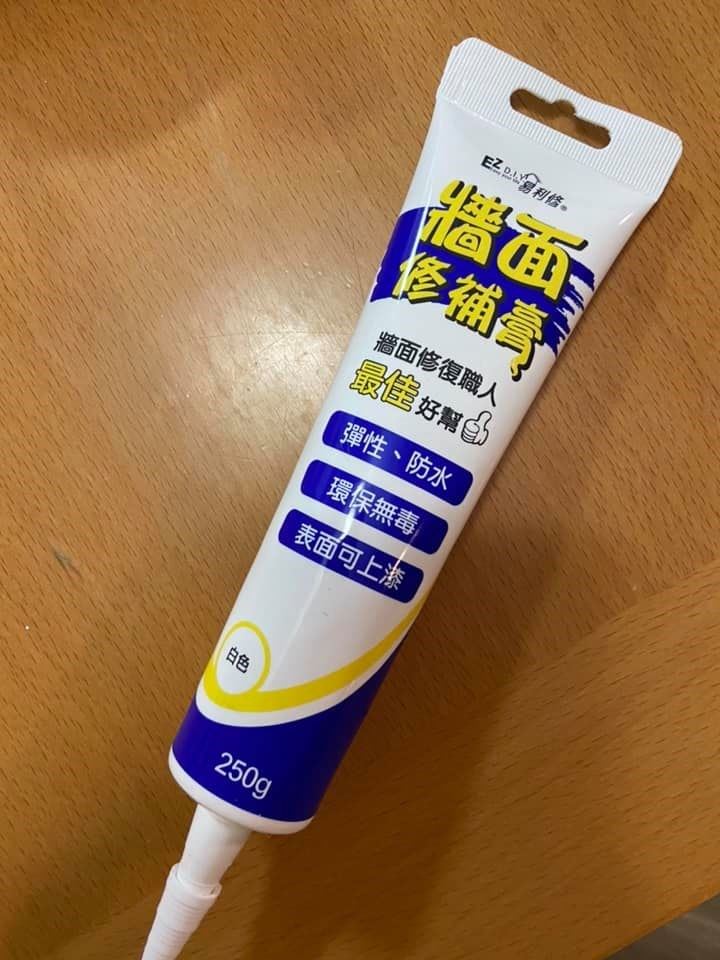 EZ D.I.Y
易利修®
牆面
修補膏
牆面修復職人
最佳好幫
彈性、防水
環保無毒
表面可上漆
白色
250g